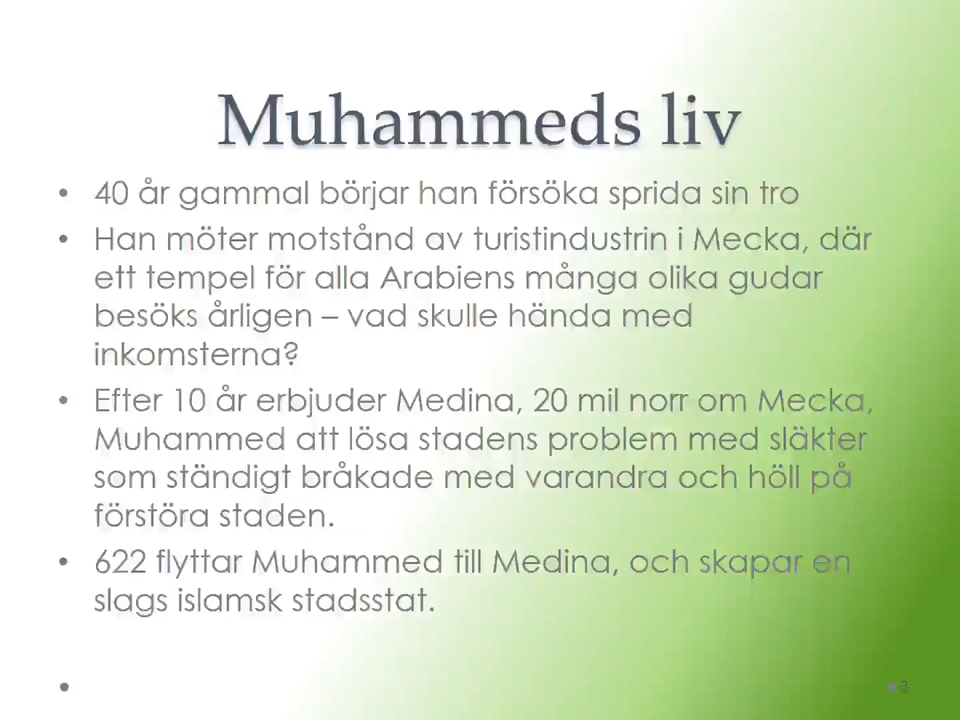 Muhammeds liv
• 40 år gammal börjar han försöka sprida sin tro
• Han möter motstånd av turistindustrin i Mecka, där
ett tempel för alla Arabiens många olika gudar
besöks årligen – vad skulle hända med
inkomsterna?
• Efter 10 år erbjuder Medina, 20 mil norr om Mecka,
Muhammed att lösa stadens problem med släkter
som ständigt bråkade med varandra och höll på
förstöra staden.
• 622 flyttar Muhammed till Medina, och skapar en
slags islamsk stadsstat.
3